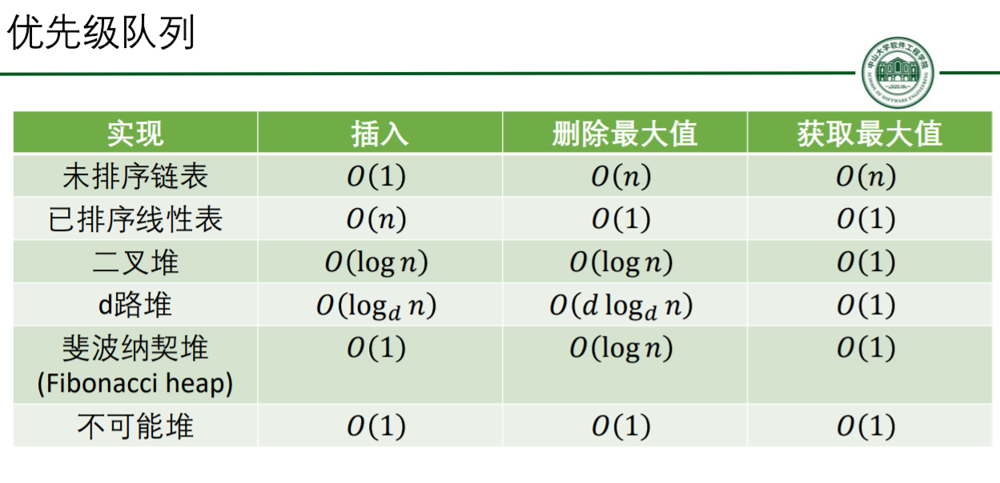 优先级队列
中山大学软件工程学院
SCHOOL OF SOFTWARE ENGINEERING
实现 插入 删除最大值 获取最大值
未排序链表 O(1) O(n) O(n)
已排序线性表 O(n) O(1) O(1)
二叉堆 O(log n) O(log n) O(1)
d路堆 O(log_d n) O(d log_d n) O(1)
斐波纳契堆 O(1) O(log n) O(1)
(Fibonacci heap)
不可能堆 O(1) O(1) O(1)